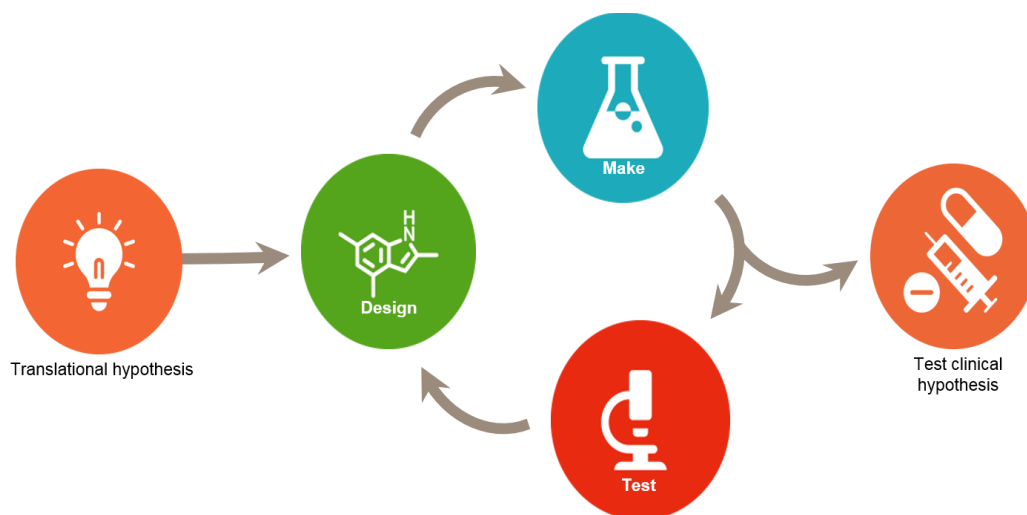 Translational hypothesis
H
N
Design
Make
Test
Test clinical
hypothesis